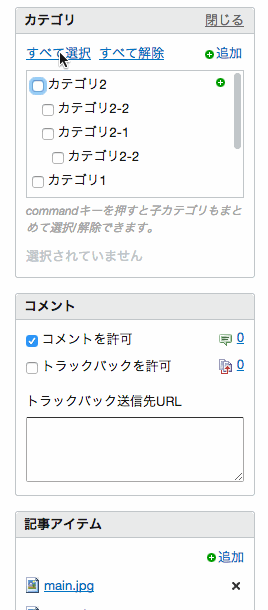 カテゴリ 閉じる
すべて選択 すべて解除 追加
カテゴリ2
カテゴリ2-2
カテゴリ2-1
カテゴリ2-2
カテゴリ1
commandキーを押すと子カテゴリもまと
めて選択/解除できます。
選択されていません
コメント
コメントを許可 0
トラックバックを許可 0
トラックバック送信先URL
記事アイテム
追加
main.jpg